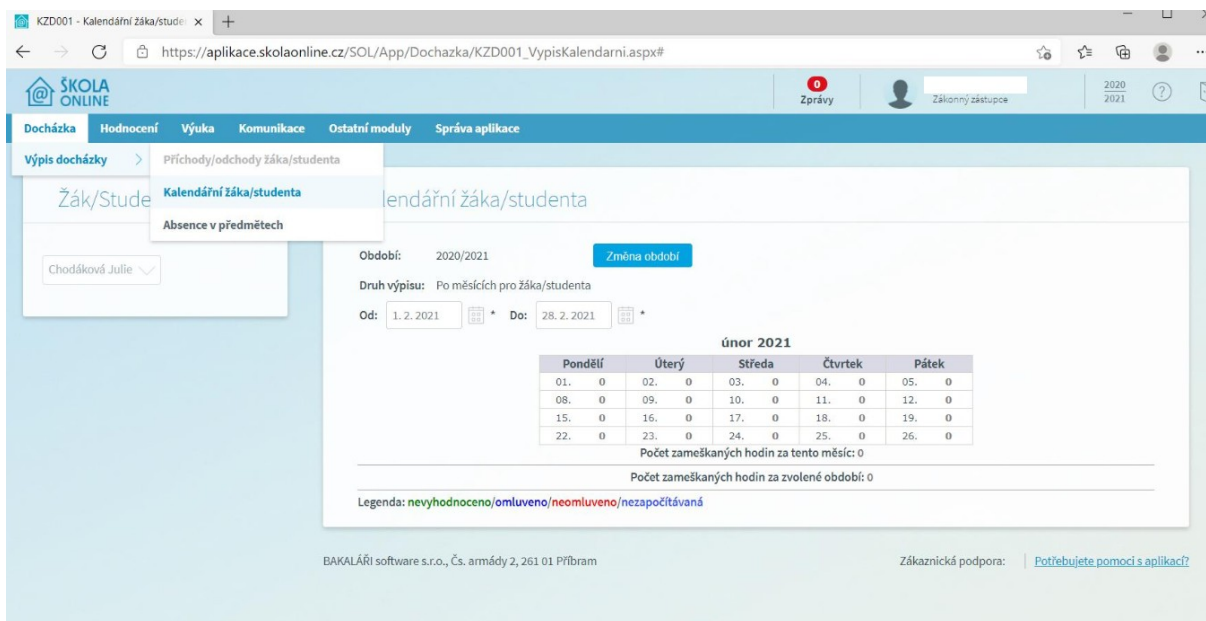 KZD001 - Kalendářní žáka/stude
https://aplikace.skolaonline.cz/SOL/App/Dochazka/KZD001_VypisKalendarni.aspx#
ŠKOLA
ONLINE
0
Zprávy
Zákonný zástupce
2020
2021
?
Docházka Hodnocení Výuka Komunikace Ostatní moduly Správa aplikace
Výpis docházky
Příchody/odchody žáka/studenta
Kalendářní žáka/studenta
Absence v předmětech
Žák/Stude
lendářní žáka/studenta
Chodáková Julie
Období: 2020/2021 Změna období
Druh výpisu: Po měsících pro žáka/studenta
Od: 1. 2. 2021 * Do: 28. 2. 2021 *
únor 2021
Pondělí Úterý Středa Čtvrtek Pátek
01. 0 02. 0 03. 0 04. 0 05. 0
08. 0 09. 0 10. 0 11. 0 12. 0
15. 0 16. 0 17. 0 18. 0 19. 0
22. 0 23. 0 24. 0 25. 0 26. 0
Počet zameškaných hodin za tento měsíc: 0
Počet zameškaných hodin za zvolené období: 0
Legenda: nevyhodnoceno/omluveno/neomluveno/nezapočítávaná
BAKALÁŘI software s.r.o., Čs. armády 2, 261 01 Příbram
Zákaznická podpora: Potřebujete pomoci s aplikací?